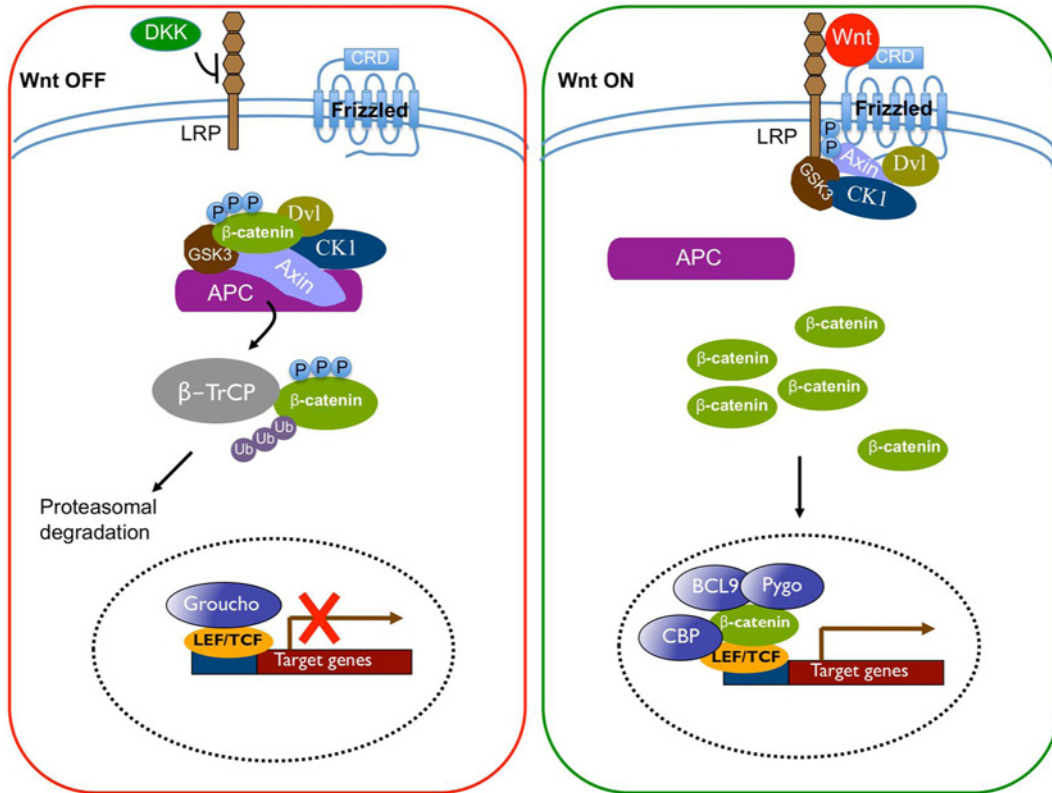 DKK
Wnt OFF
CRD
Frizzled
LRP
P P P
Dvl
β-catenin
GSK3
CK1
Axin
APC
P P P
β-TrCP
β-catenin
Ub Ub Ub
Proteasomal
degradation
Groucho
LEF/TCF
Target genes
Wnt
CRD
Wnt ON
Frizzled
LRP
P
P
Axin
Dvl
GSK3
CK1
APC
β-catenin
β-catenin
β-catenin
β-catenin
β-catenin
BCL9
Pygo
β-catenin
CBP
LEF/TCF
Target genes